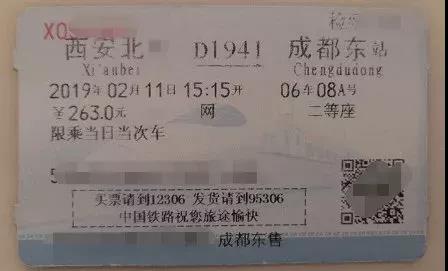 XO
西安北 D1941 成都东站
Xi'anbei Chengdudong
2019年02月11日 15:15开 06车08A号
￥263.0元 网 二等座
限乘当日当次车
买票请到12306 发货请到95306
中国铁路祝您旅途愉快
成都东售